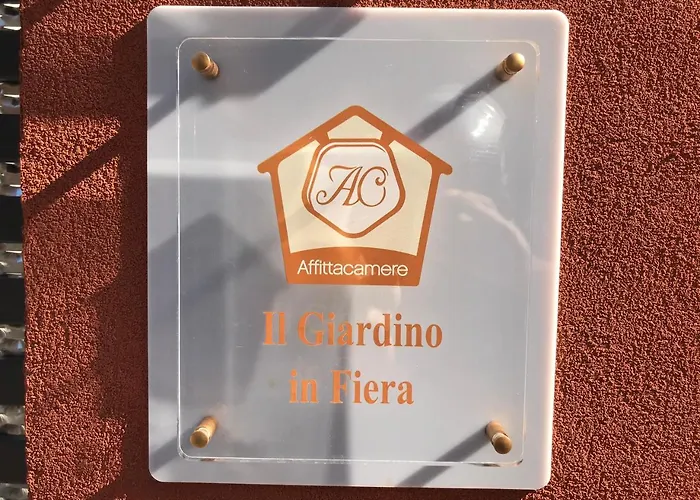 AC
Affittacamere
Il Giardino
in Fiera